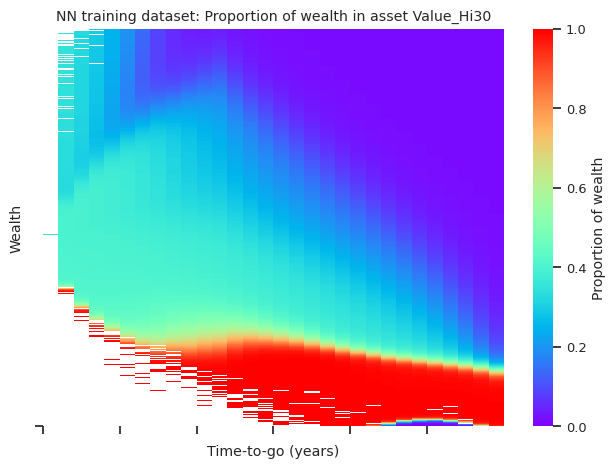 NN training dataset: Proportion of wealth in asset Value_Hi30
Wealth
Time-to-go (years)
1.0
0.8
0.6
0.4
0.2
0.0
Proportion of wealth